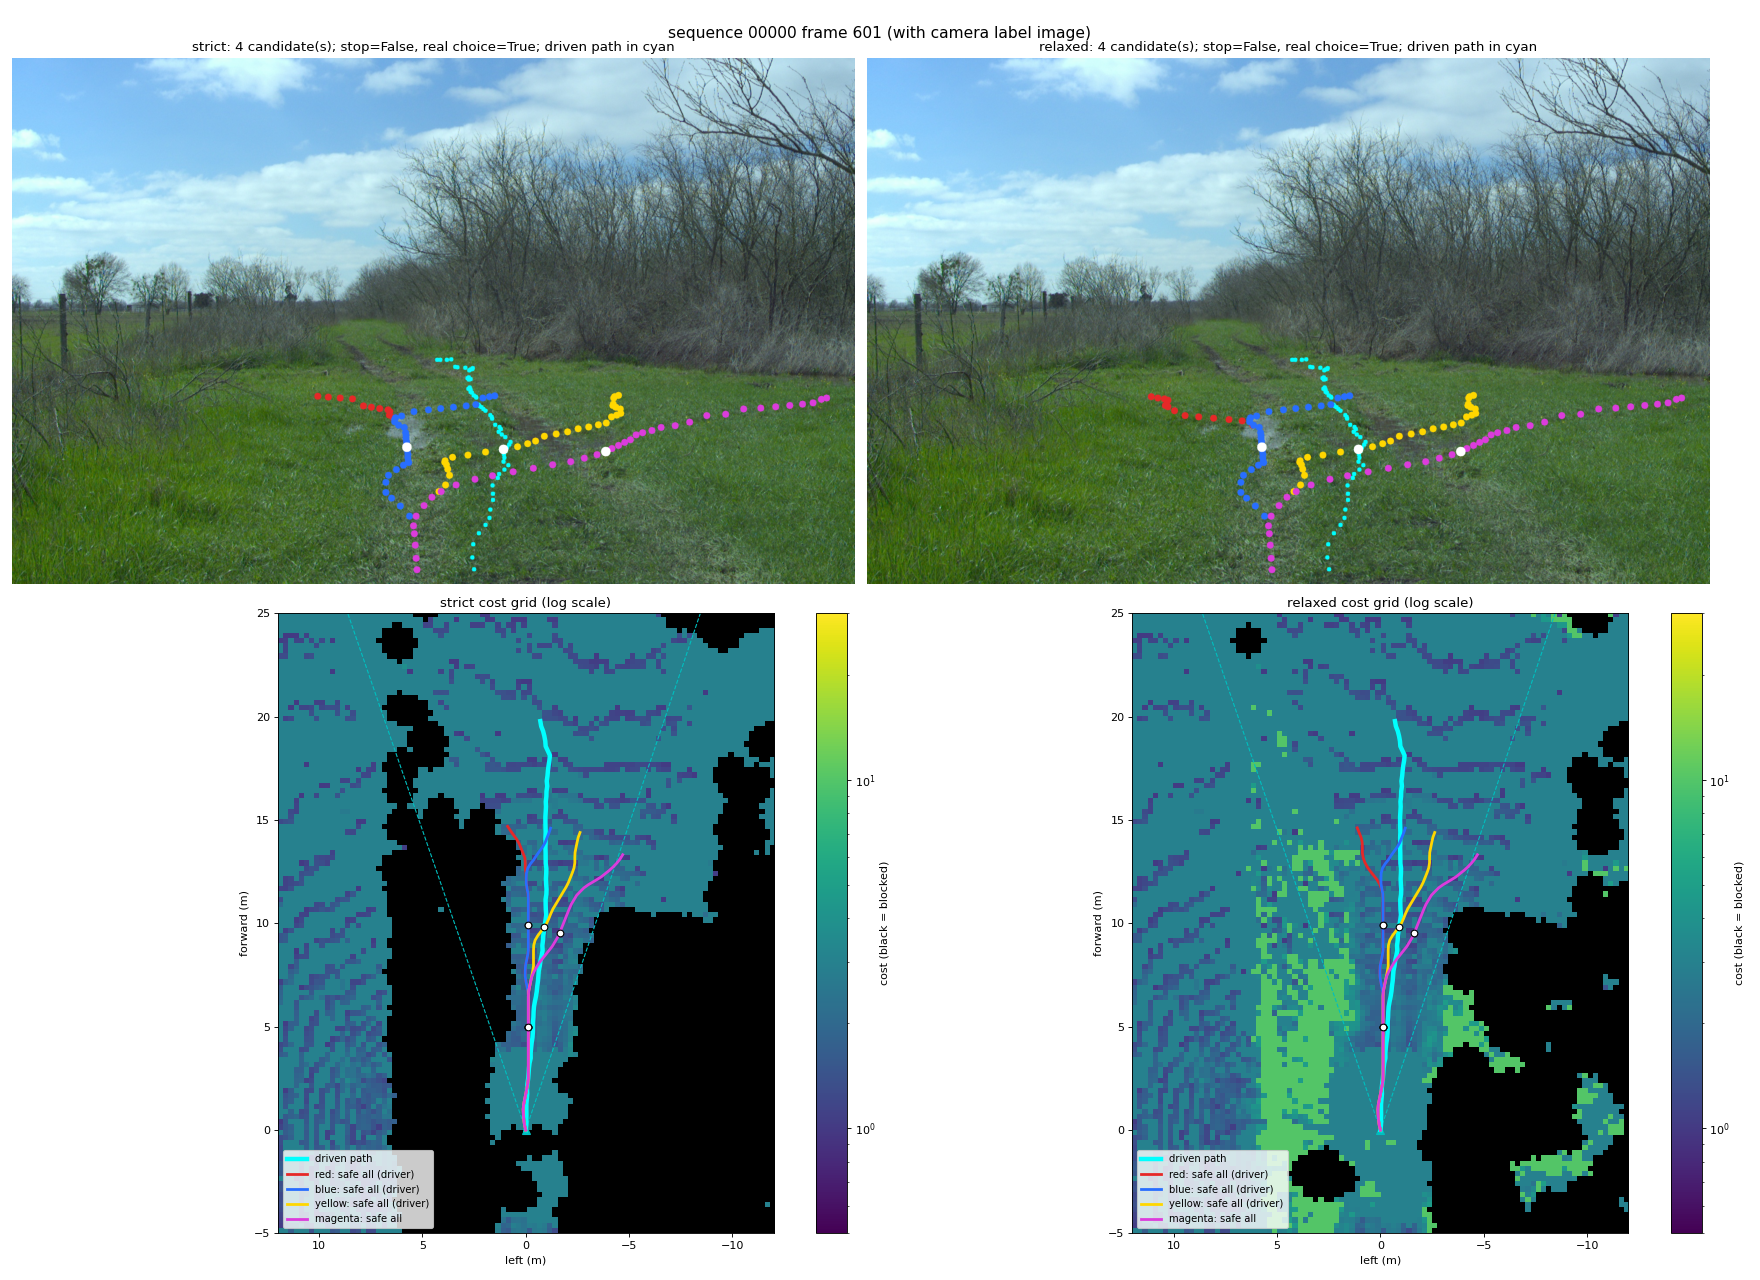 sequence 00000 frame 601 (with camera label image)
strict: 4 candidate(s); stop=False, real choice=True; driven path in cyan
relaxed: 4 candidate(s); stop=False, real choice=True; driven path in cyan
strict cost grid (log scale)
25
20
15
10
5
0
−5
forward (m)
10
5
0
−5
−10
left (m)
driven path
red: safe all (driver)
blue: safe all (driver)
yellow: safe all (driver)
magenta: safe all
10¹
10⁰
cost (black = blocked)
relaxed cost grid (log scale)
25
20
15
10
5
0
−5
forward (m)
10
5
0
−5
−10
left (m)
driven path
red: safe all (driver)
blue: safe all (driver)
yellow: safe all (driver)
magenta: safe all
10¹
10⁰
cost (black = blocked)